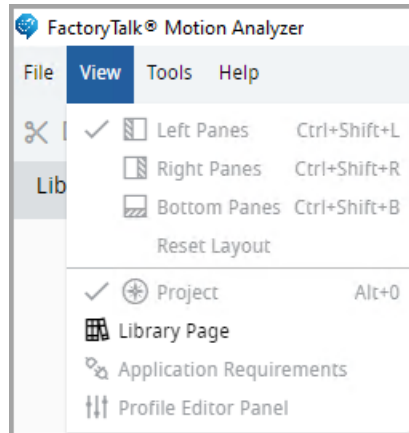 FactoryTalk® Motion Analyzer
File View Tools Help
Left Panes Ctrl+Shift+L
Right Panes Ctrl+Shift+R
Lib
Bottom Panes Ctrl+Shift+B
Reset Layout
Project Alt+0
Library Page
Application Requirements
Profile Editor Panel